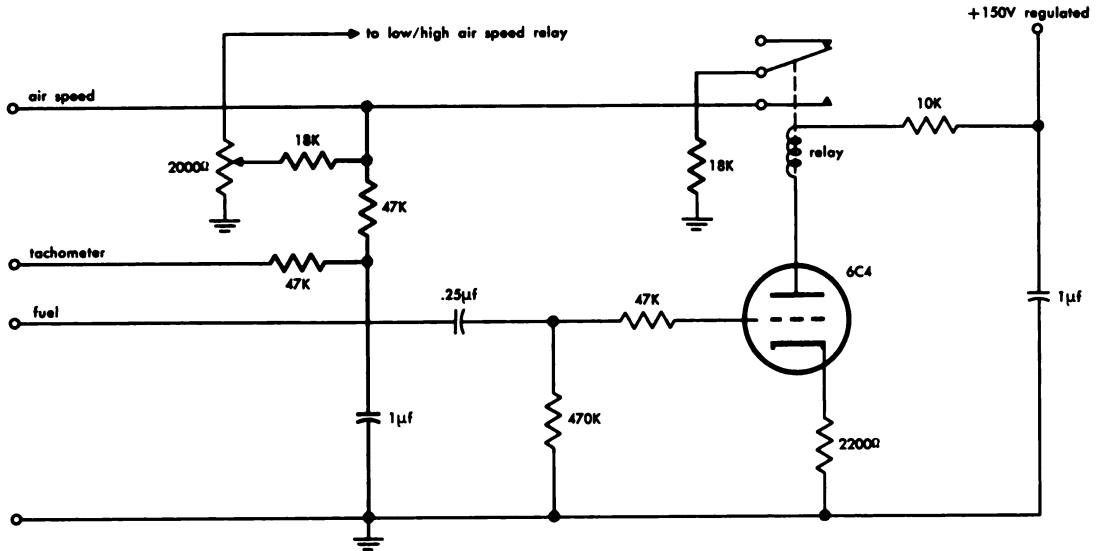 +150V regulated
to low/high air speed relay
air speed
10K
18K
2000Ω
relay
18K
47K
tachometer
47K
6C4
fuel
.25μf
47K
1μf
1μf
470K
2200Ω